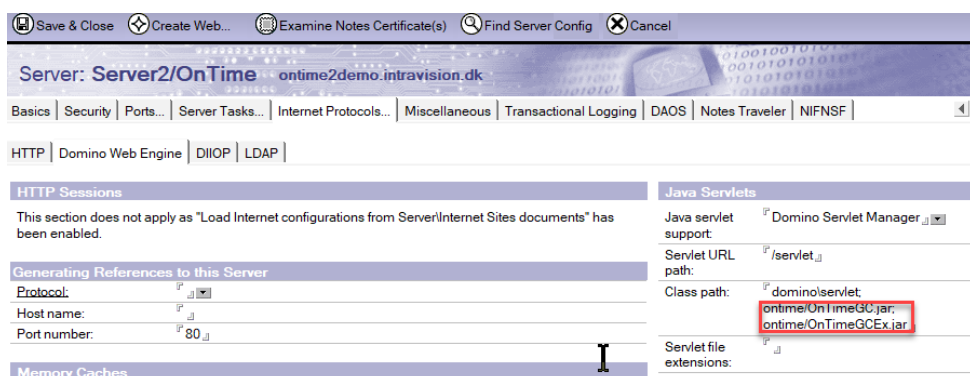 Save & Close Create Web... Examine Notes Certificate(s) Find Server Config Cancel
Server: Server2/OnTime ontime2demo.intravision.dk
Basics Security Ports... Server Tasks... Internet Protocols... Miscellaneous Transactional Logging DAOS Notes Traveler NIFNSF
HTTP Domino Web Engine DIIOP LDAP
HTTP Sessions
This section does not apply as "Load Internet configurations from Server\Internet Sites documents" has
been enabled.
Generating References to this Server
Protocol:
Host name:
Port number: 80
Memory Caches
Java Servlets
Java servlet
support:
Domino Servlet Manager
Servlet URL
path:
/servlet
Class path:
domino\servlet;
ontime/OnTimeGC.jar;
ontime/OnTimeGCEx.jar
Servlet file
extensions: